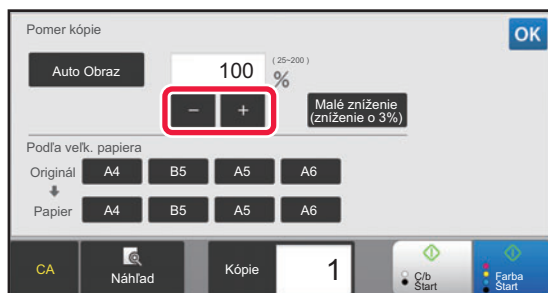 Pomer kópie
OK
Auto Obraz
100
(25~200)
%
− +
Malé zníženie
(zníženie o 3%)
Podľa veľk. papiera
Originál A4 B5 A5 A6
Papier A4 B5 A5 A6
CA
Náhľad
Kópie
1
Č/b
Štart
Farba
Štart